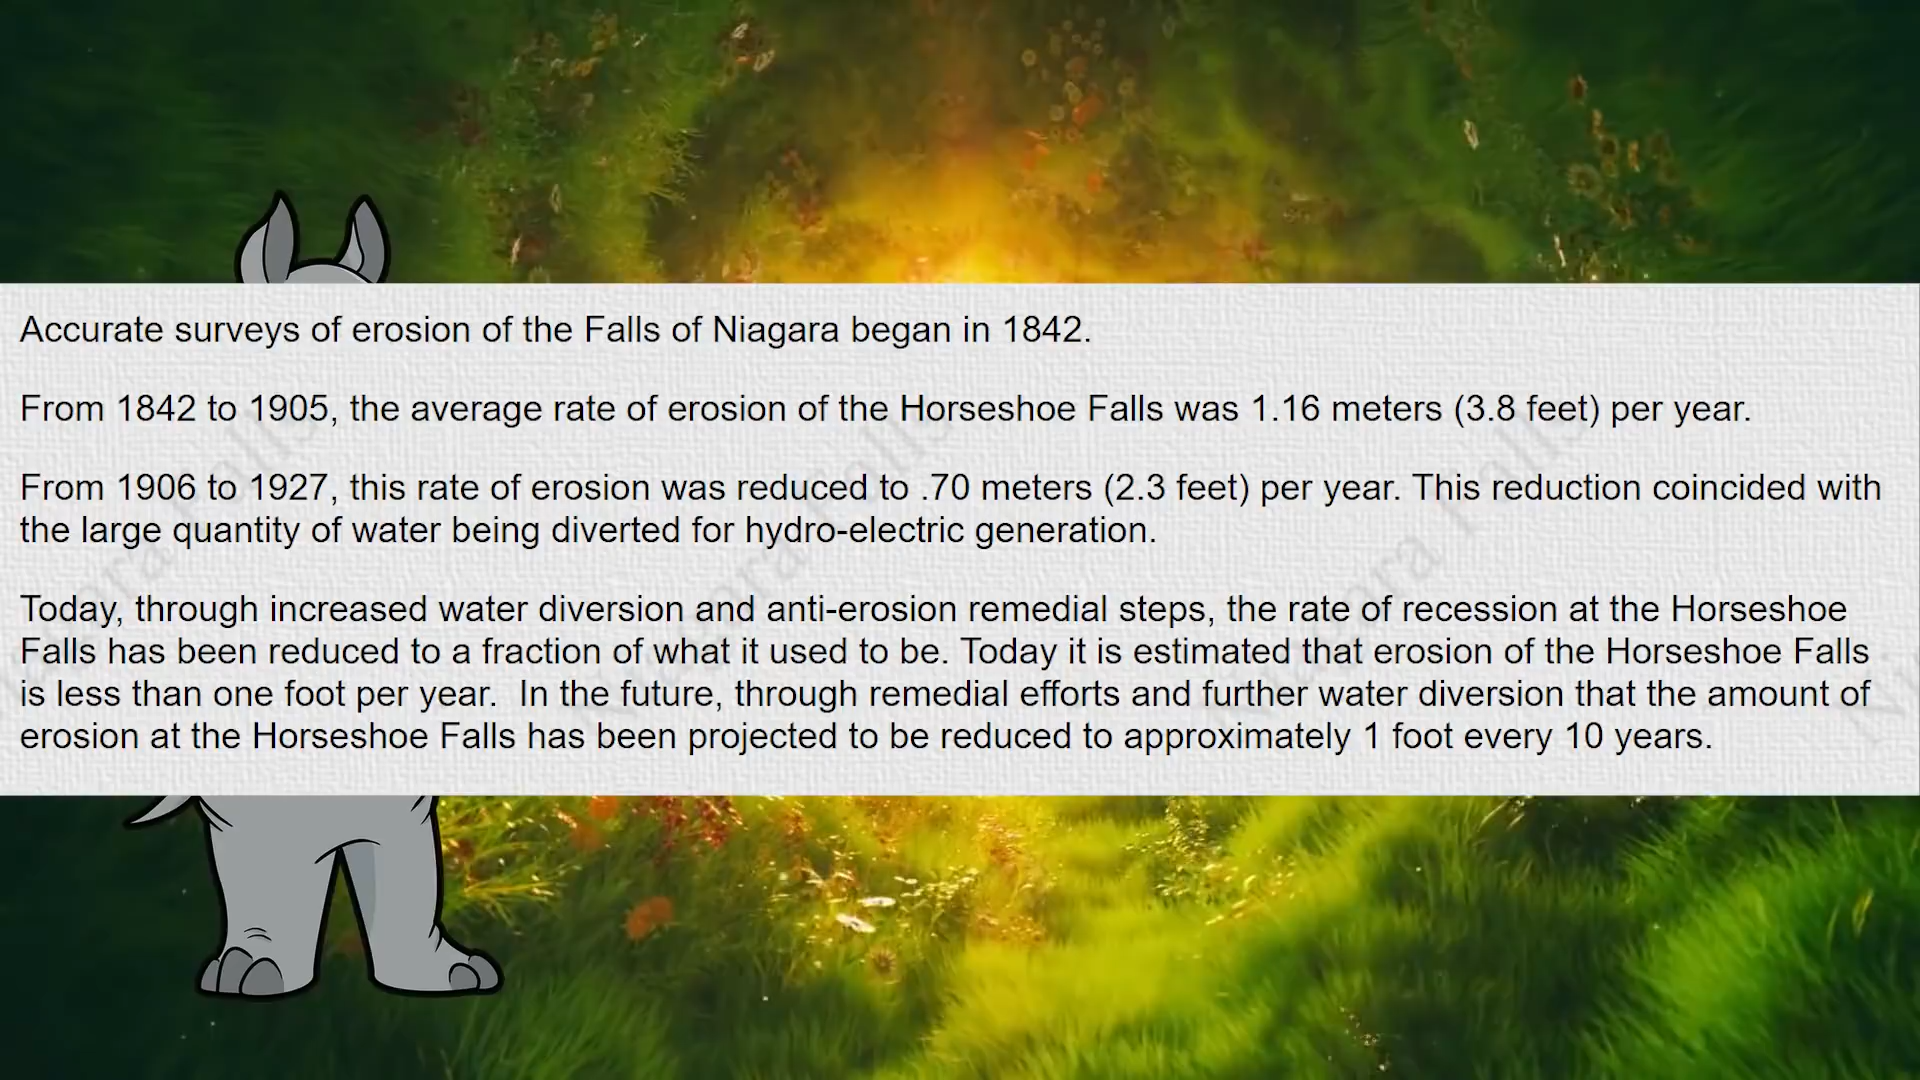 Accurate surveys of erosion of the Falls of Niagara began in 1842.
From 1842 to 1905, the average rate of erosion of the Horseshoe Falls was 1.16 meters (3.8 feet) per year.
From 1906 to 1927, this rate of erosion was reduced to .70 meters (2.3 feet) per year. This reduction coincided with
the large quantity of water being diverted for hydro-electric generation.
Today, through increased water diversion and anti-erosion remedial steps, the rate of recession at the Horseshoe
Falls has been reduced to a fraction of what it used to be. Today it is estimated that erosion of the Horseshoe Falls
is less than one foot per year.  In the future, through remedial efforts and further water diversion that the amount of
erosion at the Horseshoe Falls has been projected to be reduced to approximately 1 foot every 10 years.
Niagara Falls
Niagara Falls
Niagara Falls